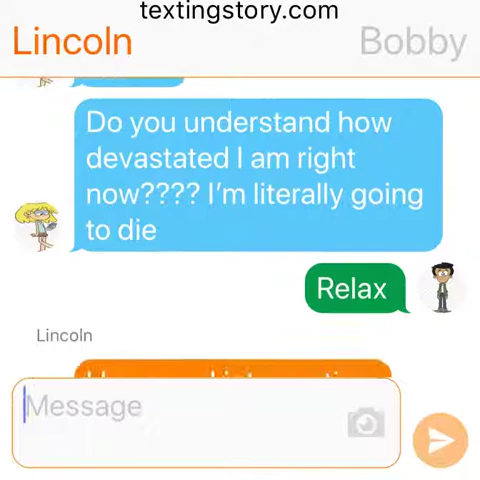 textingstory.com
Lincoln Bobby
Do you understand how
devastated I am right
now???? I'm literally going
to die
Relax
Lincoln
Message